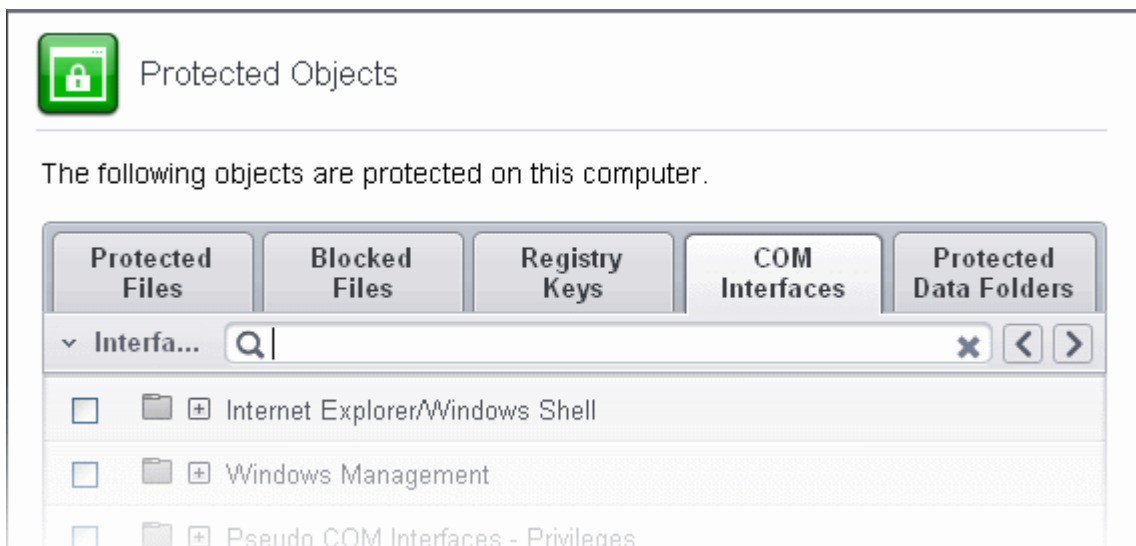 Protected Objects
The following objects are protected on this computer.
Protected Files
Blocked Files
Registry Keys
COM Interfaces
Protected Data Folders
Interfa...
Internet Explorer/Windows Shell
Windows Management
Pseudo COM Interfaces - Privileges